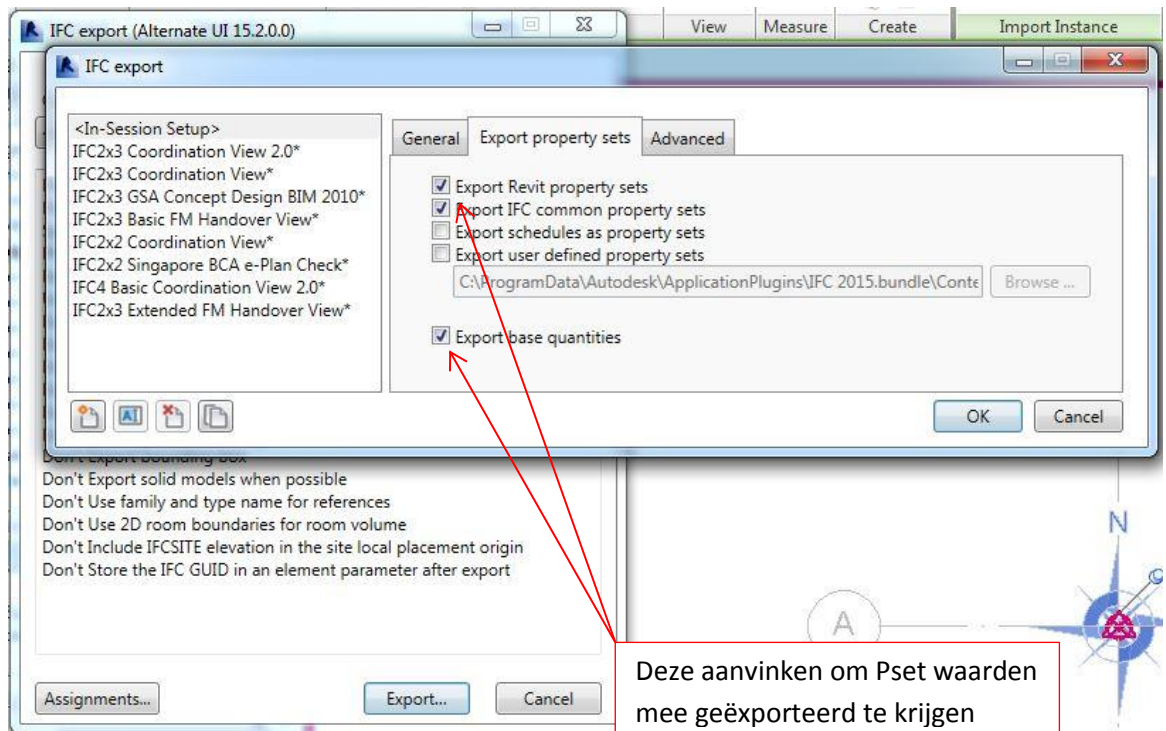 IFC export (Alternate UI 15.2.0.0)
View
Measure
Create
Import Instance
IFC export
<In-Session Setup>
IFC2x3 Coordination View 2.0*
IFC2x3 Coordination View*
IFC2x3 GSA Concept Design BIM 2010*
IFC2x3 Basic FM Handover View*
IFC2x2 Coordination View*
IFC2x2 Singapore BCA e-Plan Check*
IFC4 Basic Coordination View 2.0*
IFC2x3 Extended FM Handover View*
General
Export property sets
Advanced
Export Revit property sets
Export IFC common property sets
Export schedules as property sets
Export user defined property sets
C:\ProgramData\Autodesk\ApplicationPlugins\IFC 2015.bundle\Conte
Browse ...
Export base quantities
OK
Cancel
Don't Export bounding box
Don't Export solid models when possible
Don't Use family and type name for references
Don't Use 2D room boundaries for room volume
Don't Include IFCSITE elevation in the site local placement origin
Don't Store the IFC GUID in an element parameter after export
N
A
Deze aanvinken om Pset waarden
mee geëxporteerd te krijgen
Assignments...
Export...
Cancel